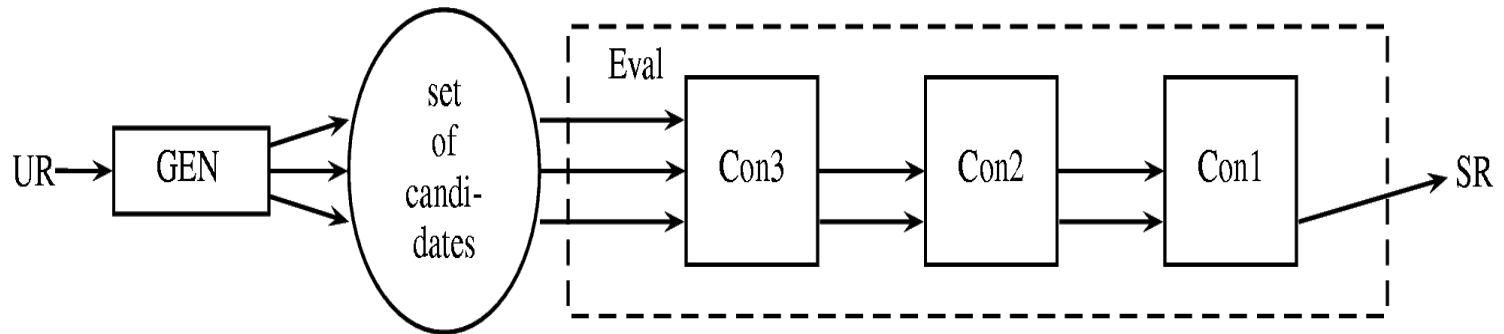 UR
GEN
set
of
candi-
dates
Eval
Con3
Con2
Con1
SR